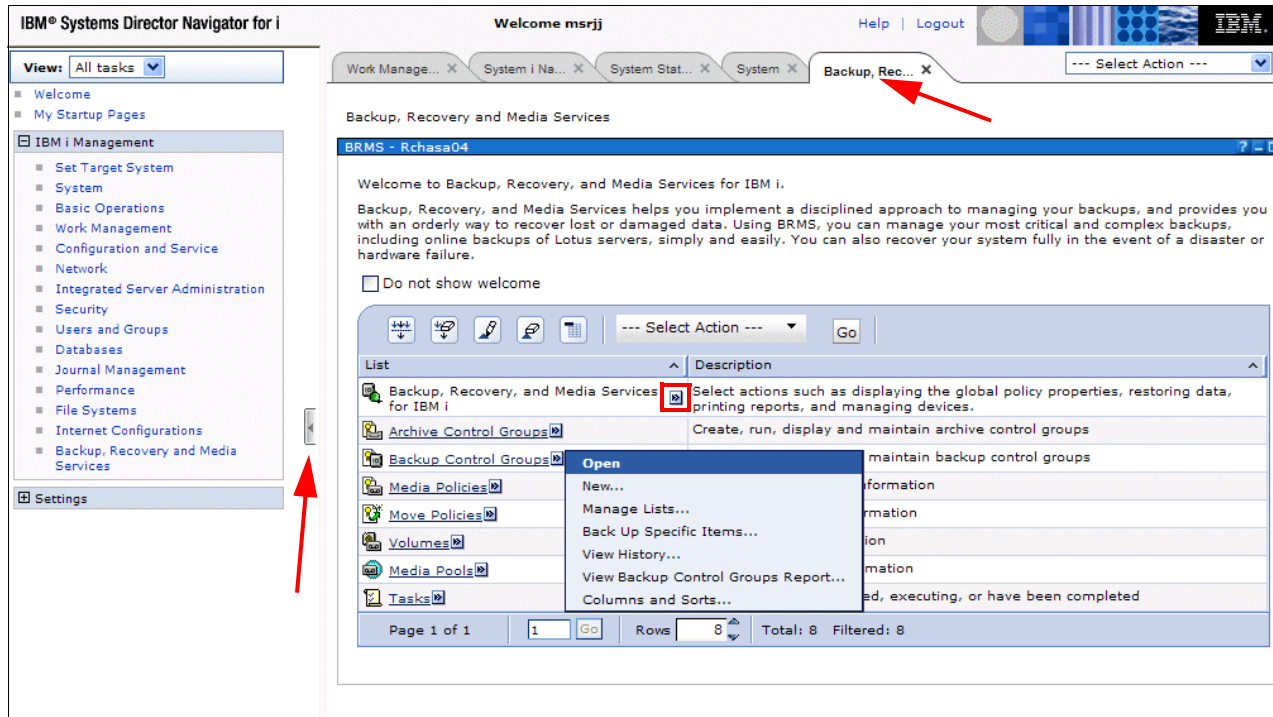 IBM® Systems Director Navigator for i
Welcome msrjj
Help | Logout
IBM.
View: All tasks
Welcome
My Startup Pages
IBM i Management
Set Target System
System
Basic Operations
Work Management
Configuration and Service
Network
Integrated Server Administration
Security
Users and Groups
Databases
Journal Management
Performance
File Systems
Internet Configurations
Backup, Recovery and Media
Services
Settings
Work Manage... X System i Na... X System Stat... X System X Backup, Rec... X
--- Select Action ---
Backup, Recovery and Media Services
BRMS - Rchasa04
Welcome to Backup, Recovery, and Media Services for IBM i.
Backup, Recovery, and Media Services helps you implement a disciplined approach to managing your backups, and provides you
with an orderly way to recover lost or damaged data. Using BRMS, you can manage your most critical and complex backups,
including online backups of Lotus servers, simply and easily. You can also recover your system fully in the event of a disaster or
hardware failure.
Do not show welcome
--- Select Action --- Go
List Description
Backup, Recovery, and Media Services
for IBM i
Select actions such as displaying the global policy properties, restoring data,
printing reports, and managing devices.
Archive Control Groups Create, run, display and maintain archive control groups
Backup Control Groups maintain backup control groups
Media Policies formation
Move Policies rmation
Volumes ion
Media Pools mation
Tasks ed, executing, or have been completed
Open
New...
Manage Lists...
Back Up Specific Items...
View History...
View Backup Control Groups Report...
Columns and Sorts...
Page 1 of 1 1 Go Rows 8 Total: 8 Filtered: 8